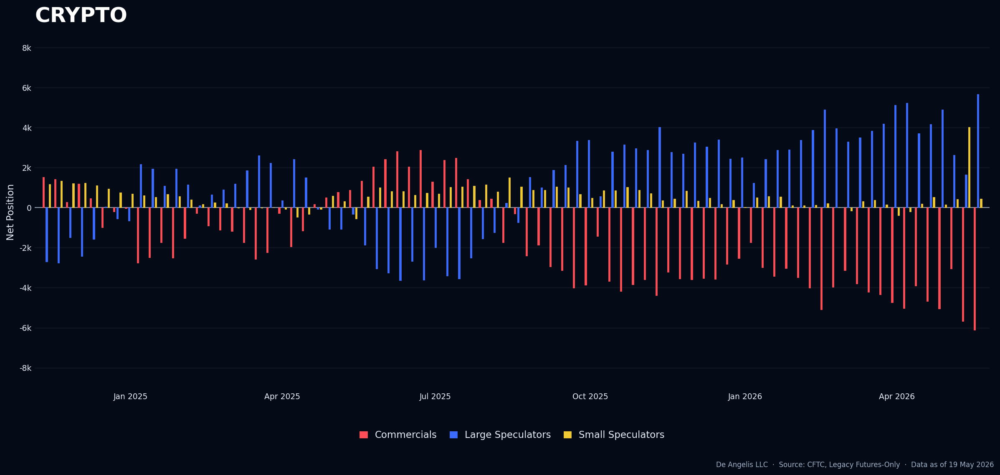 CRYPTO
8k
6k
4k
2k
0
-2k
-4k
-6k
-8k
Net Position
Jan 2025
Apr 2025
Jul 2025
Oct 2025
Jan 2026
Apr 2026
Commercials
Large Speculators
Small Speculators
De Angelis LLC · Source: CFTC, Legacy Futures-Only · Data as of 19 May 2026